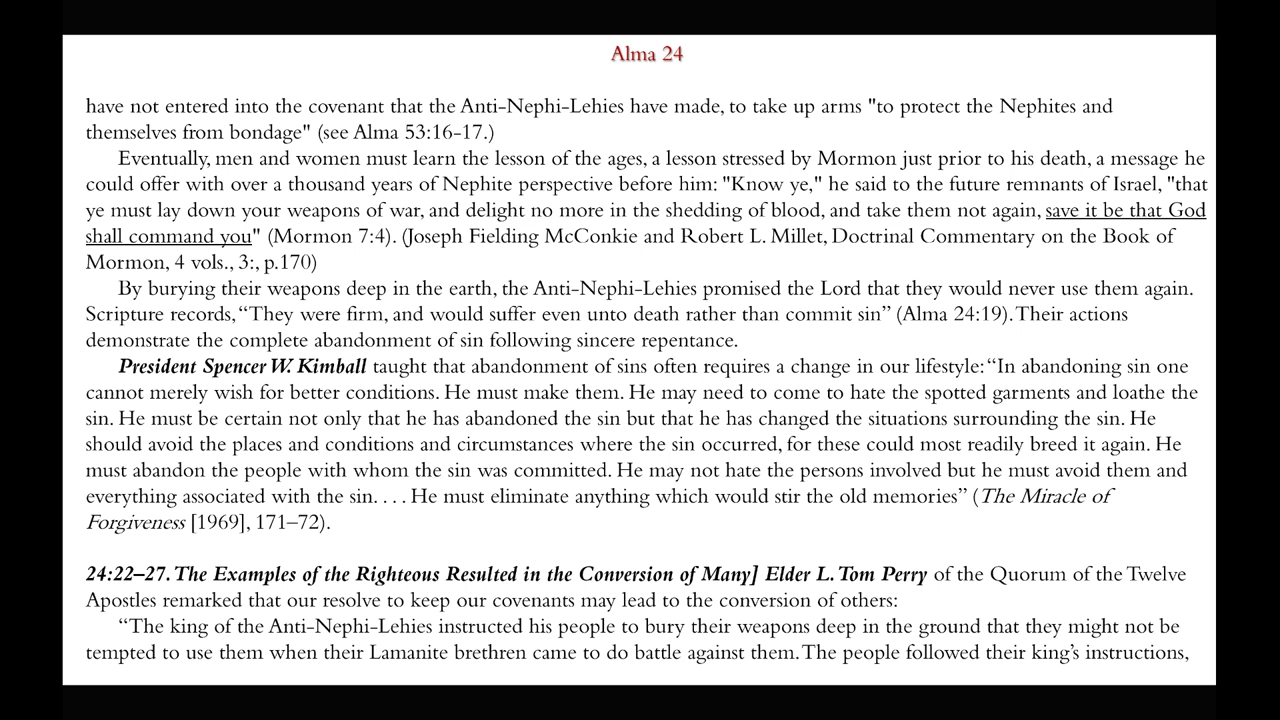 Alma 24
have not entered into the covenant that the Anti-Nephi-Lehies have made, to take up arms "to protect the Nephites and
themselves from bondage" (see Alma 53:16-17.)
Eventually, men and women must learn the lesson of the ages, a lesson stressed by Mormon just prior to his death, a message he
could offer with over a thousand years of Nephite perspective before him: "Know ye," he said to the future remnants of Israel, "that
ye must lay down your weapons of war, and delight no more in the shedding of blood, and take them not again, save it be that God
shall command you" (Mormon 7:4). (Joseph Fielding McConkie and Robert L. Millet, Doctrinal Commentary on the Book of
Mormon, 4 vols., 3:, p.170)
By burying their weapons deep in the earth, the Anti-Nephi-Lehies promised the Lord that they would never use them again.
Scripture records, “They were firm, and would suffer even unto death rather than commit sin” (Alma 24:19). Their actions
demonstrate the complete abandonment of sin following sincere repentance.
President Spencer W. Kimball taught that abandonment of sins often requires a change in our lifestyle: “In abandoning sin one
cannot merely wish for better conditions. He must make them. He may need to come to hate the spotted garments and loathe the
sin. He must be certain not only that he has abandoned the sin but that he has changed the situations surrounding the sin. He
should avoid the places and conditions and circumstances where the sin occurred, for these could most readily breed it again. He
must abandon the people with whom the sin was committed. He may not hate the persons involved but he must avoid them and
everything associated with the sin. . . . He must eliminate anything which would stir the old memories” (The Miracle of
Forgiveness [1969], 171–72).
24:22–27. The Examples of the Righteous Resulted in the Conversion of Many] Elder L. Tom Perry of the Quorum of the Twelve
Apostles remarked that our resolve to keep our covenants may lead to the conversion of others:
“The king of the Anti-Nephi-Lehies instructed his people to bury their weapons deep in the ground that they might not be
tempted to use them when their Lamanite brethren came to do battle against them. The people followed their king’s instructions,